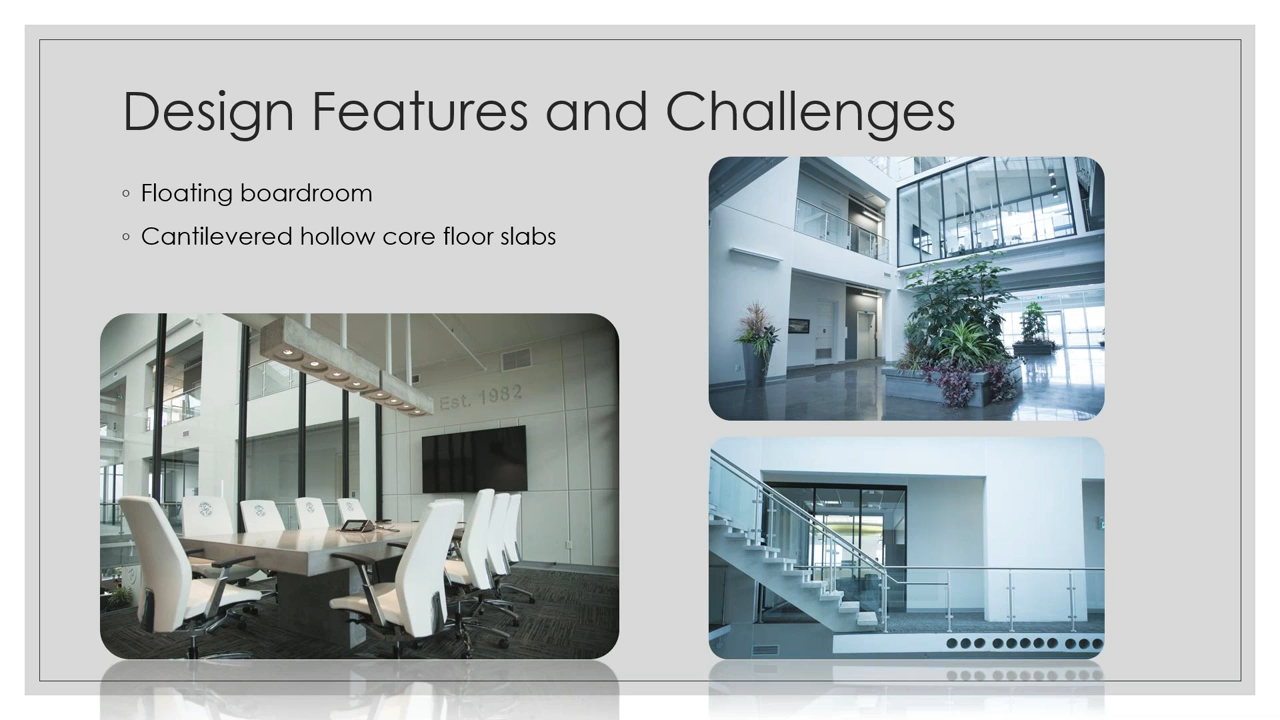 Design Features and Challenges
Floating boardroom
Cantilevered hollow core floor slabs
Est. 1982